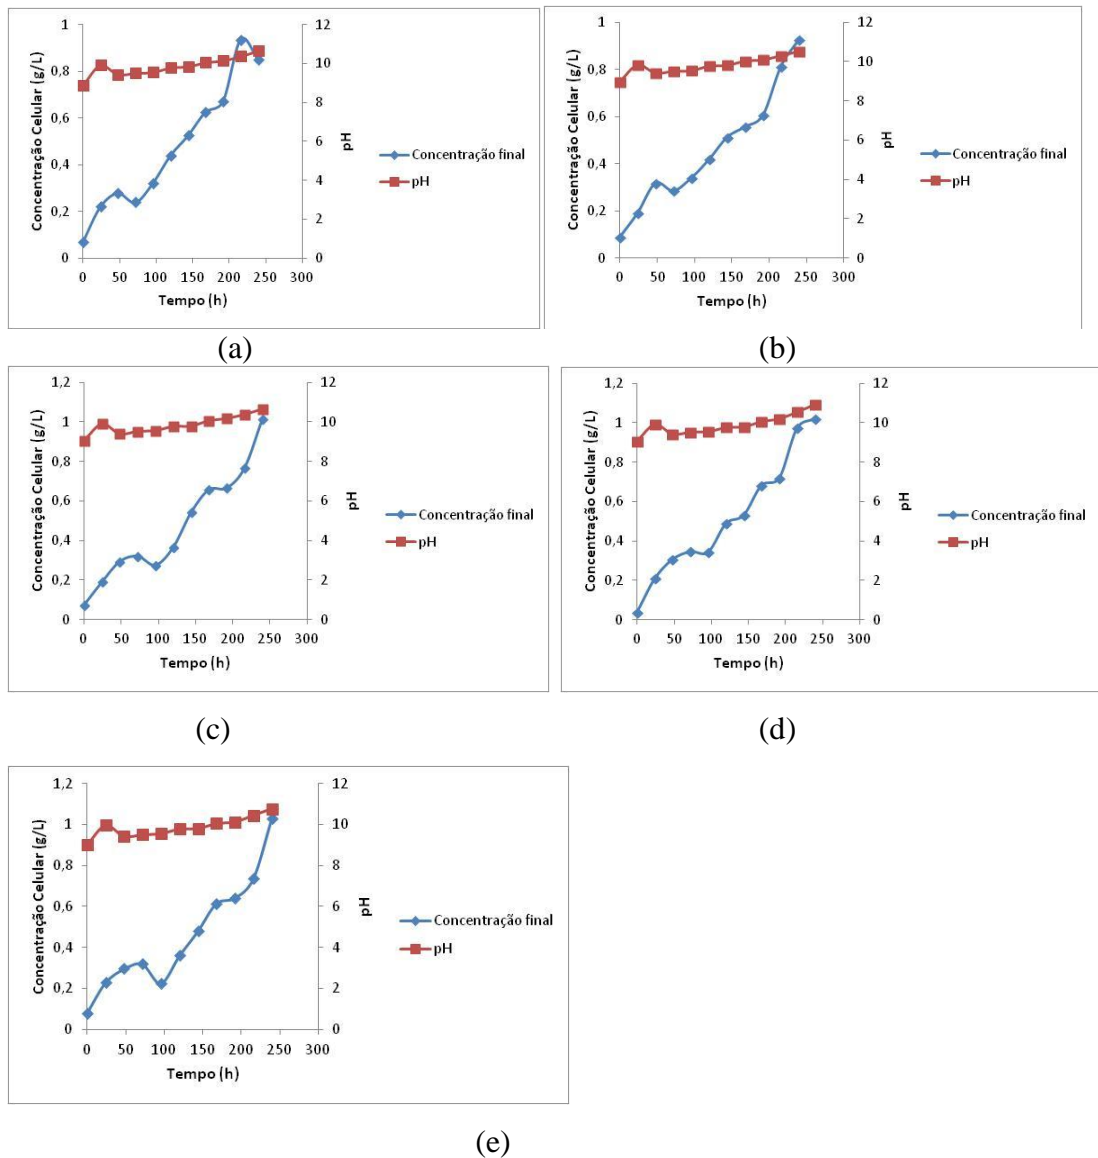 Concentração Celular (g/L)
1
0,8
0,6
0,4
0,2
0
12
10
8
6
4
2
0
pH
0 50 100 150 200 250 300
Tempo (h)
Concentração final
pH
(a)
Concentração Celular (g/L)
1
0,8
0,6
0,4
0,2
0
12
10
8
6
4
2
0
pH
0 50 100 150 200 250 300
Tempo (h)
Concentração final
pH
(b)
Concentração Celular (g/L)
1,2
1
0,8
0,6
0,4
0,2
0
12
10
8
6
4
2
0
pH
0 50 100 150 200 250 300
Tempo (h)
Concentração final
pH
(c)
Concentração Celular (g/L)
1,2
1
0,8
0,6
0,4
0,2
0
12
10
8
6
4
2
0
pH
0 50 100 150 200 250 300
Tempo (h)
Concentração final
pH
(d)
Concentração Celular (g/L)
1,2
1
0,8
0,6
0,4
0,2
0
12
10
8
6
4
2
0
pH
0 50 100 150 200 250 300
Tempo (h)
Concentração final
pH
(e)